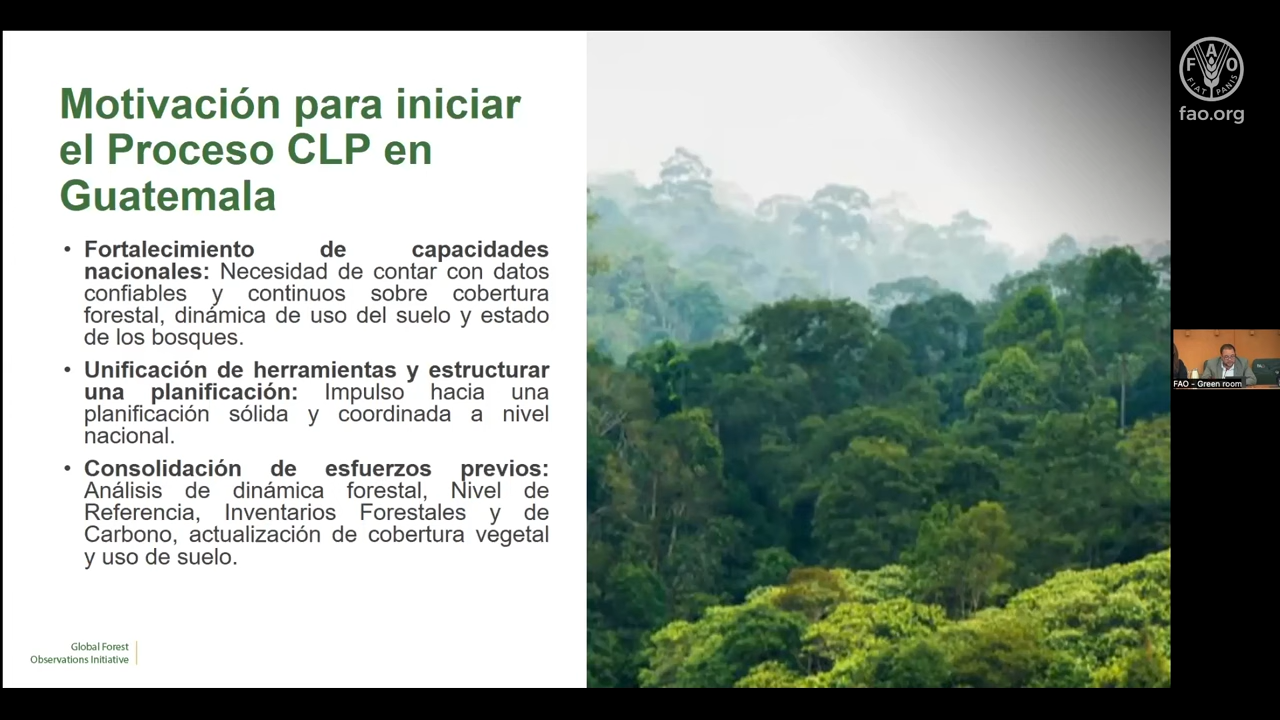 Motivación para iniciar
el Proceso CLP en
Guatemala
• Fortalecimiento de capacidades
nacionales: Necesidad de contar con datos
confiables y continuos sobre cobertura
forestal, dinámica de uso del suelo y estado
de los bosques.
• Unificación de herramientas y estructurar
una planificación: Impulso hacia una
planificación sólida y coordinada a nivel
nacional.
• Consolidación de esfuerzos previos:
Análisis de dinámica forestal, Nivel de
Referencia, Inventarios Forestales y de
Carbono, actualización de cobertura vegetal
y uso de suelo.
Global Forest
Observations Initiative
F A O
FIAT PANIS
fao.org
FAO - Green room